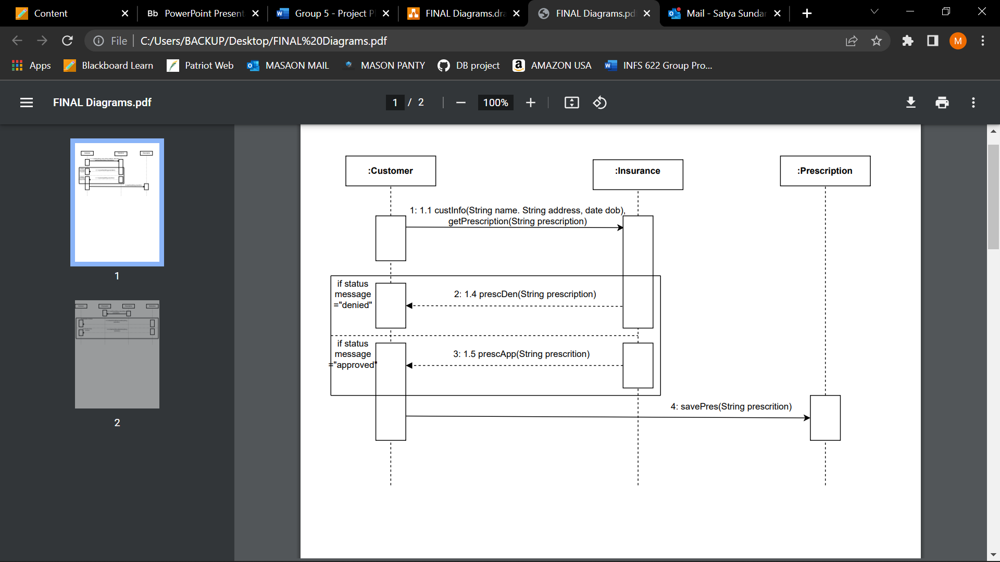 Content
Bb PowerPoint Present
Group 5 - Project P
FINAL Diagrams.dra
FINAL Diagrams.pd
Mail - Satya Sundar
File
C:/Users/BACKUP/Desktop/FINAL%20Diagrams.pdf
M
Apps
Blackboard Learn
Patriot Web
MASAON MAIL
MASON PANTY
DB project
AMAZON USA
INFS 622 Group Pro...
FINAL Diagrams.pdf
1 / 2
100%
1
2
:Customer
:Insurance
:Prescription
1: 1.1 custInfo(String name. String address, date dob),
getPrescription(String prescription)
if status
message
="denied"
2: 1.4 prescDen(String prescription)
if status
message
="approved"
3: 1.5 prescApp(String prescrition)
4: savePres(String prescrition)